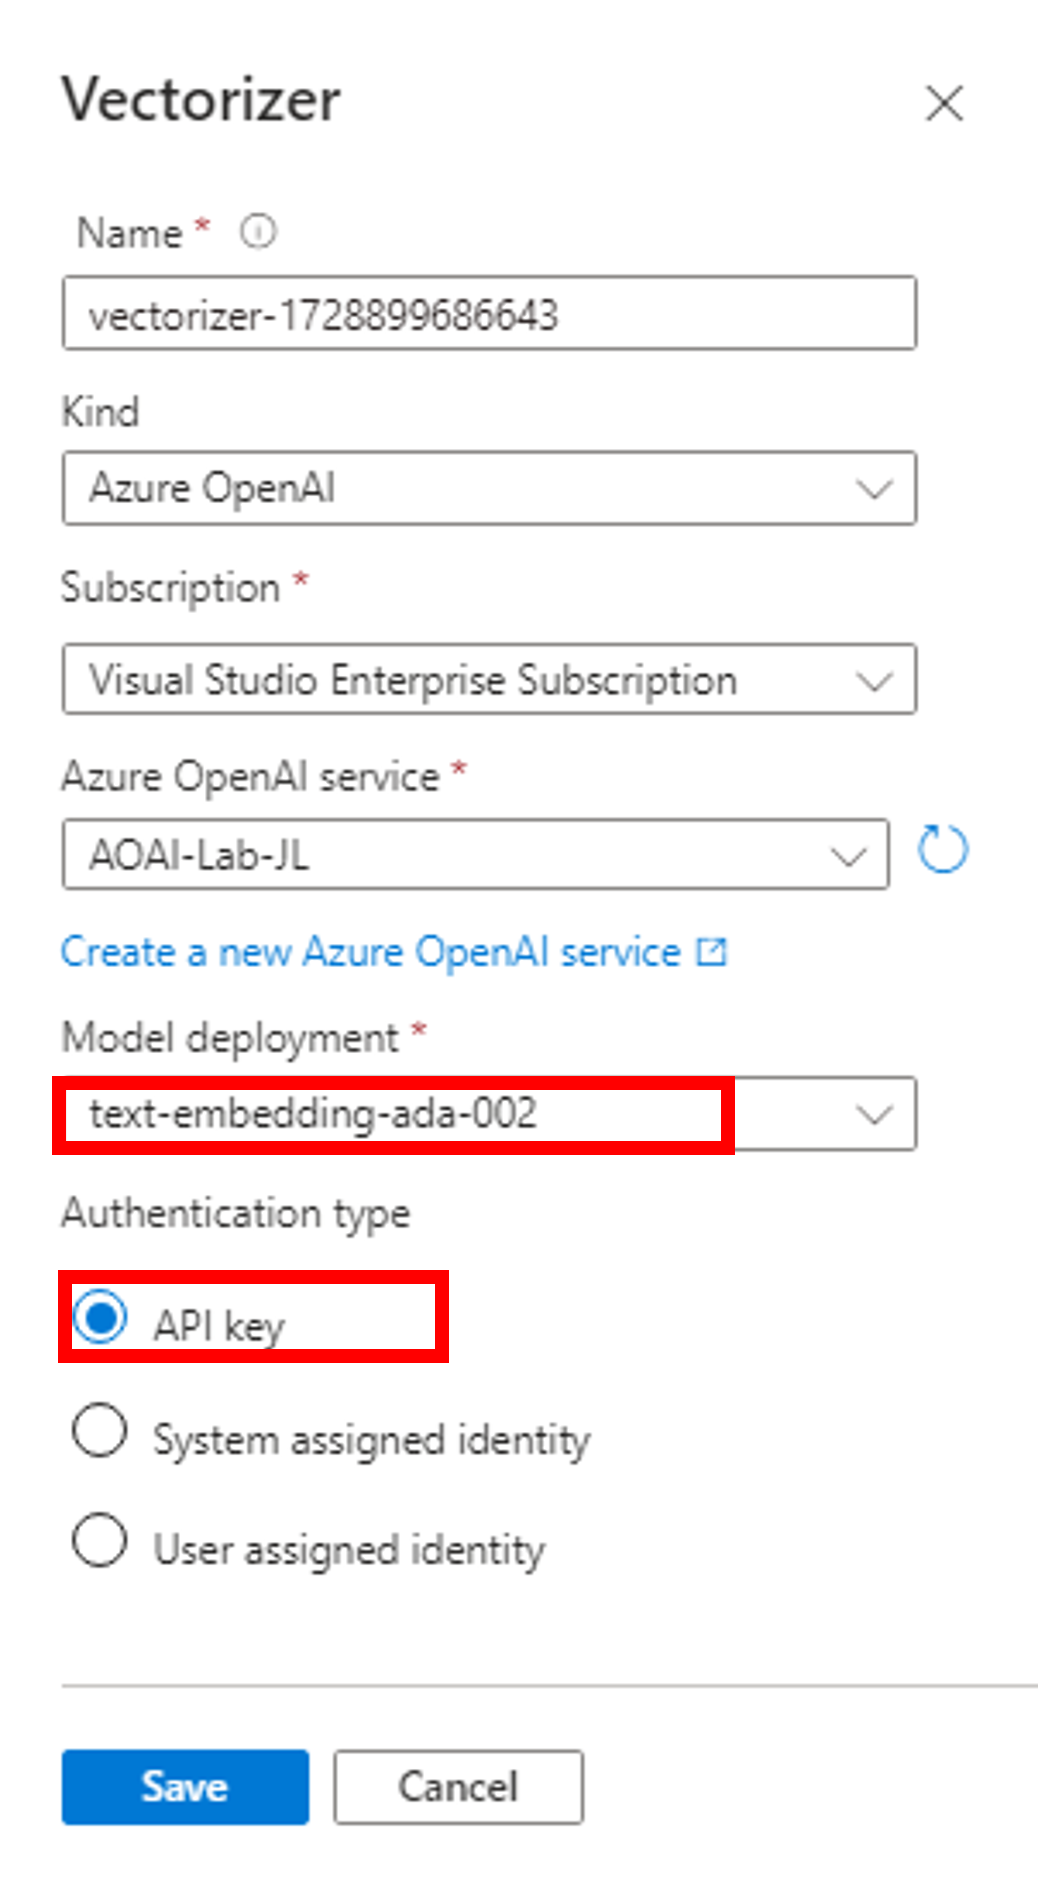 Vectorizer
Name *
vectorizer-1728899686643
Kind
Azure OpenAI
Subscription *
Visual Studio Enterprise Subscription
Azure OpenAI service *
AOAI-Lab-JL
Create a new Azure OpenAI service
Model deployment *
text-embedding-ada-002
Authentication type
API key
System assigned identity
User assigned identity
Save Cancel